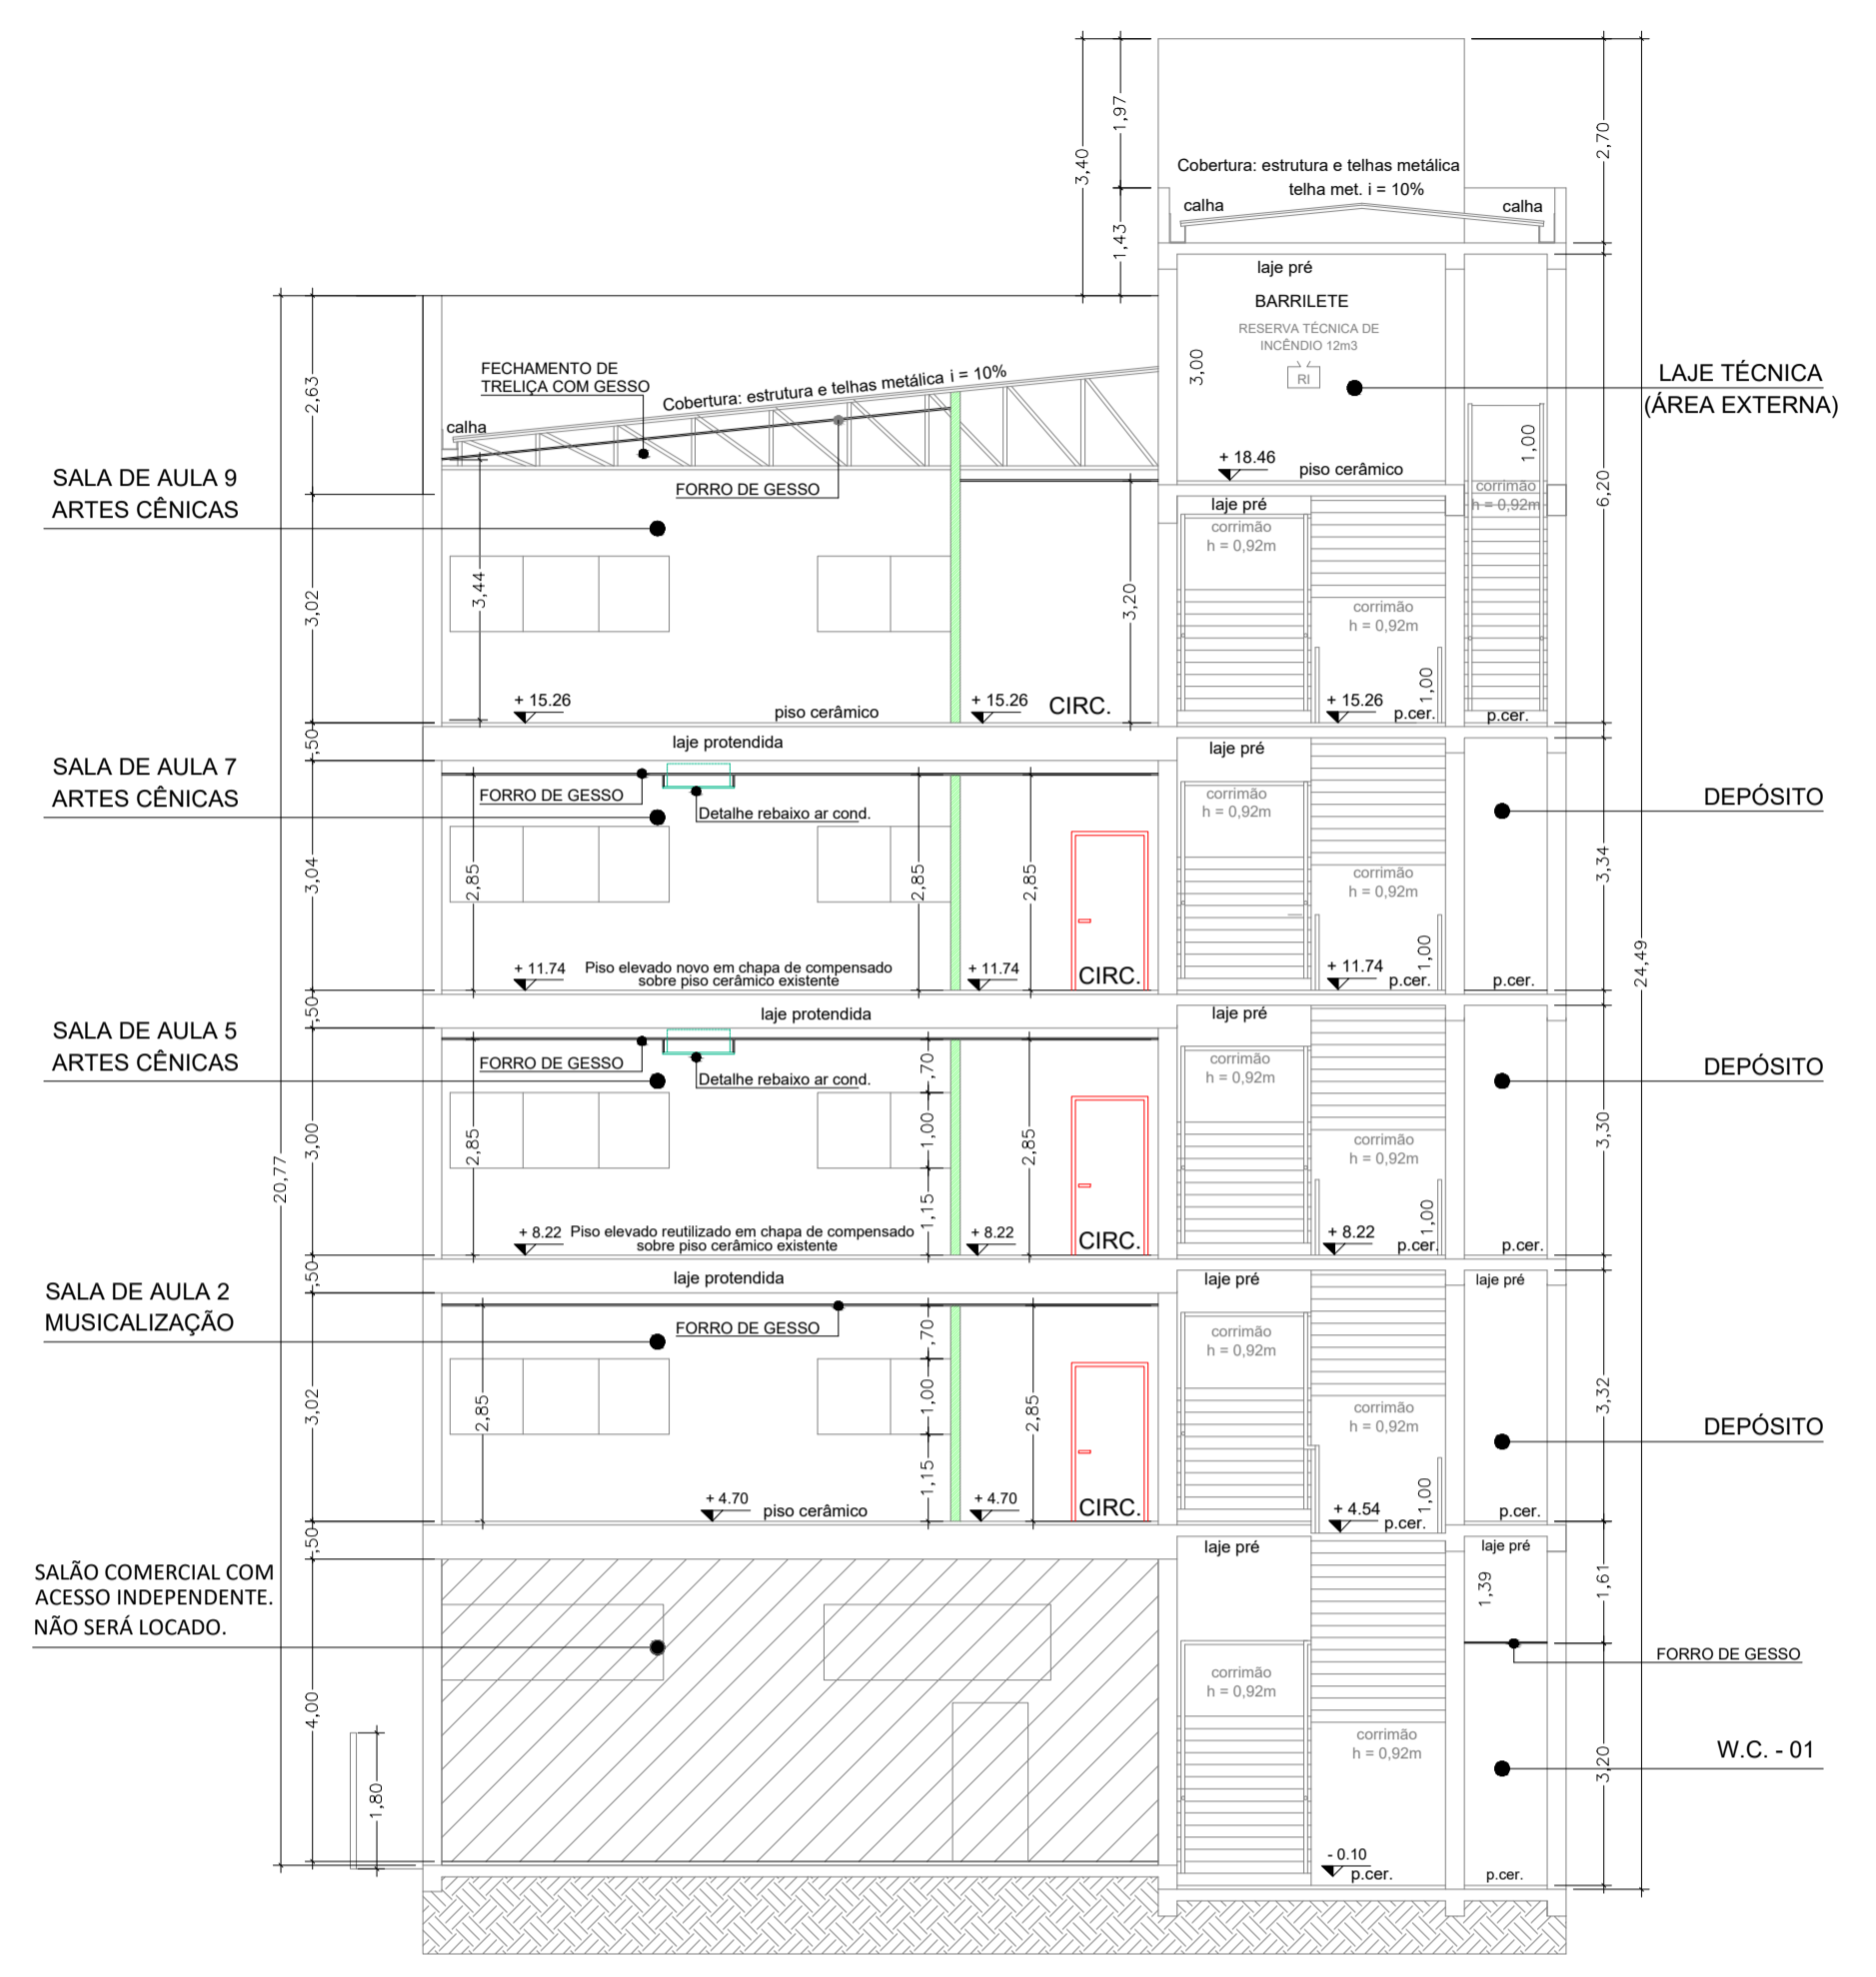 1,97
3,40
2,70
Cobertura: estrutura e telhas metálica
telha met. i = 10%
calha
calha
1,43
laje pré
BARRILETE
RESERVA TÉCNICA DE
INCÊNDIO 12m3
RI
3,00
LAJE TÉCNICA
(ÁREA EXTERNA)
FECHAMENTO DE
TRELIÇA COM GESSO
Cobertura: estrutura e telhas metálica i = 10%
2,63
calha
1,00
+ 18.46
piso cerâmico
SALA DE AULA 9
ARTES CÊNICAS
FORRO DE GESSO
corrimão
h = 0,92m
6,20
laje pré
corrimão
h = 0,92m
3,44
3,02
3,20
corrimão
h = 0,92m
1,00
+ 15.26
piso cerâmico
+ 15.26
CIRC.
+ 15.26
p.cer.
p.cer.
,50
laje protendida
laje pré
SALA DE AULA 7
ARTES CÊNICAS
FORRO DE GESSO
Detalhe rebaixo ar cond.
corrimão
h = 0,92m
DEPÓSITO
3,04
2,85
2,85
2,85
corrimão
h = 0,92m
3,34
1,00
24,49
+ 11.74
Piso elevado novo em chapa de compensado
sobre piso cerâmico existente
+ 11.74
CIRC.
+ 11.74
p.cer.
p.cer.
,50
laje protendida
laje pré
SALA DE AULA 5
ARTES CÊNICAS
FORRO DE GESSO
Detalhe rebaixo ar cond.
,70
corrimão
h = 0,92m
DEPÓSITO
3,00
2,85
1,00
2,85
corrimão
h = 0,92m
3,30
20,77
1,15
1,00
+ 8.22
Piso elevado reutilizado em chapa de compensado
sobre piso cerâmico existente
+ 8.22
CIRC.
+ 8.22
p.cer.
p.cer.
,50
laje protendida
laje pré
laje pré
SALA DE AULA 2
MUSICALIZAÇÃO
FORRO DE GESSO
,70
corrimão
h = 0,92m
3,02
2,85
1,00
2,85
corrimão
h = 0,92m
3,32
DEPÓSITO
1,15
1,00
+ 4.70
piso cerâmico
+ 4.70
CIRC.
+ 4.54
p.cer.
p.cer.
,50
laje pré
laje pré
SALÃO COMERCIAL COM
ACESSO INDEPENDENTE.
NÃO SERÁ LOCADO.
1,39
1,61
FORRO DE GESSO
corrimão
h = 0,92m
4,00
corrimão
h = 0,92m
W.C. - 01
3,20
1,80
- 0.10
p.cer.
p.cer.